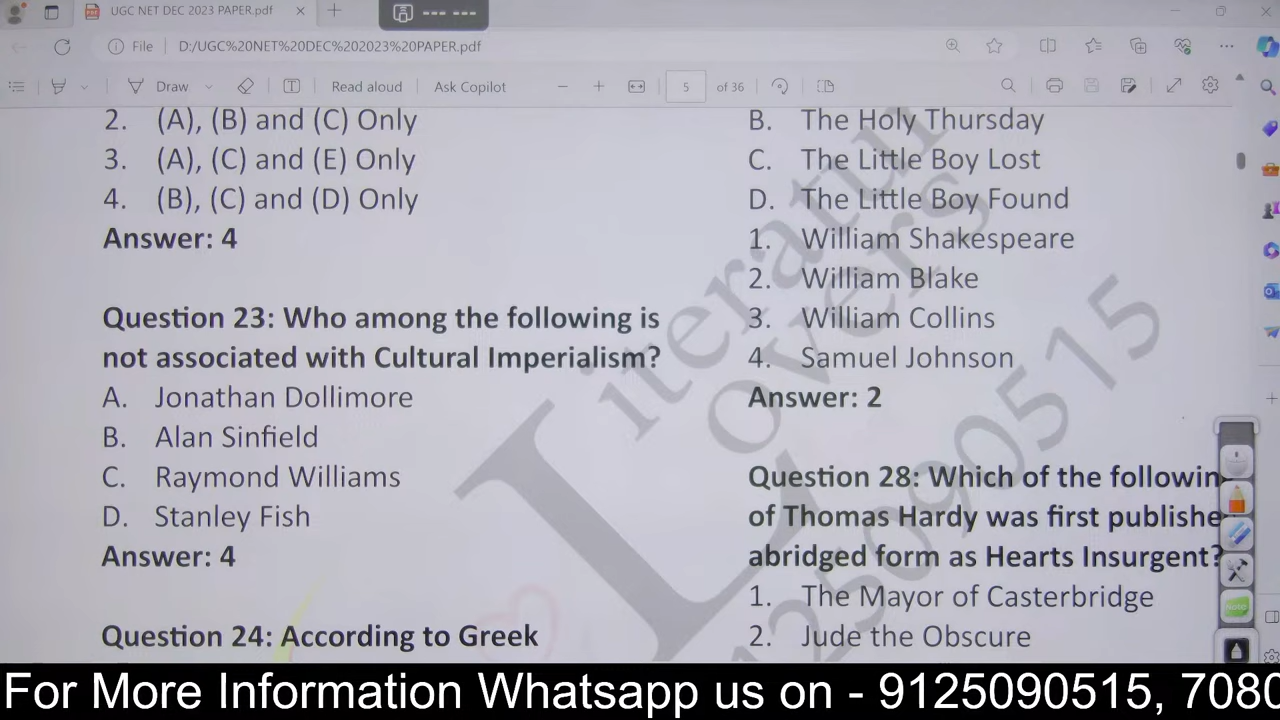 UGC NET DEC 2023 PAPER.pdf
File
D:/UGC%20NET%20DEC%202023%20PAPER.pdf
Draw
Read aloud
Ask Copilot
5
of 36
2. (A), (B) and (C) Only
3. (A), (C) and (E) Only
4. (B), (C) and (D) Only
Answer: 4
Question 23: Who among the following is
not associated with Cultural Imperialism?
A. Jonathan Dollimore
B. Alan Sinfield
C. Raymond Williams
D. Stanley Fish
Answer: 4
Question 24: According to Greek
B. The Holy Thursday
C. The Little Boy Lost
D. The Little Boy Found
1. William Shakespeare
2. William Blake
3. William Collins
4. Samuel Johnson
Answer: 2
Question 28: Which of the followin
of Thomas Hardy was first publishe
abridged form as Hearts Insurgent?
1. The Mayor of Casterbridge
2. Jude the Obscure
Literatur
Lovers
125090515
For More Information Whatsapp us on - 9125090515, 7080